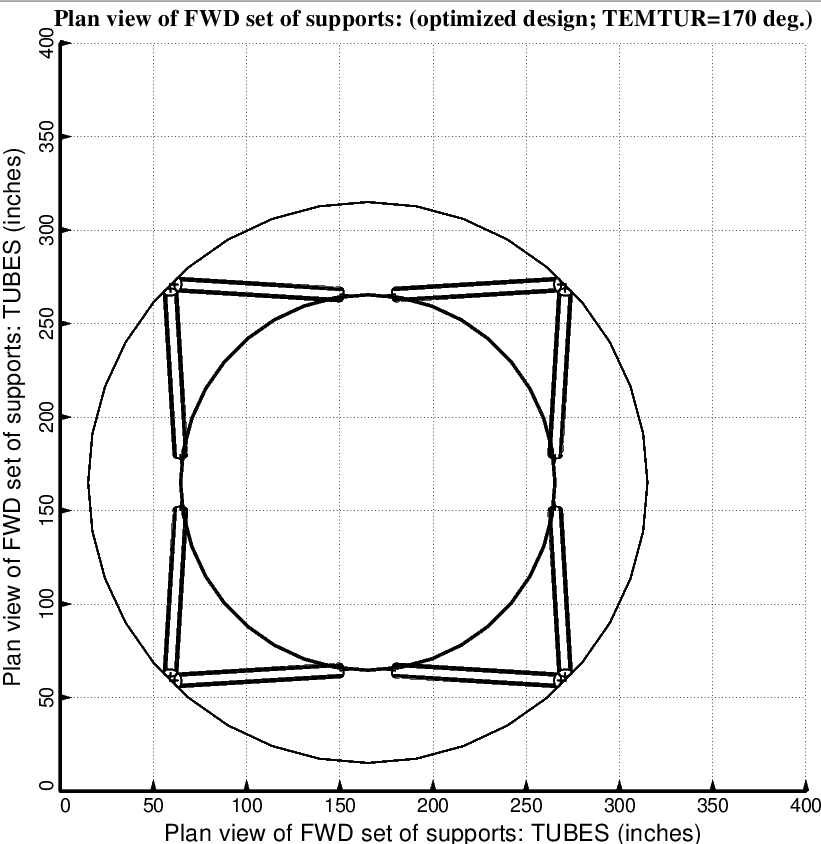 Plan view of FWD set of supports: (optimized design; TEMTUR=170 deg.)
Plan view of FWD set of supports: TUBES (inches)
400
350
300
250
200
150
100
50
0
0 50 100 150 200 250 300 350 400
Plan view of FWD set of supports: TUBES (inches)